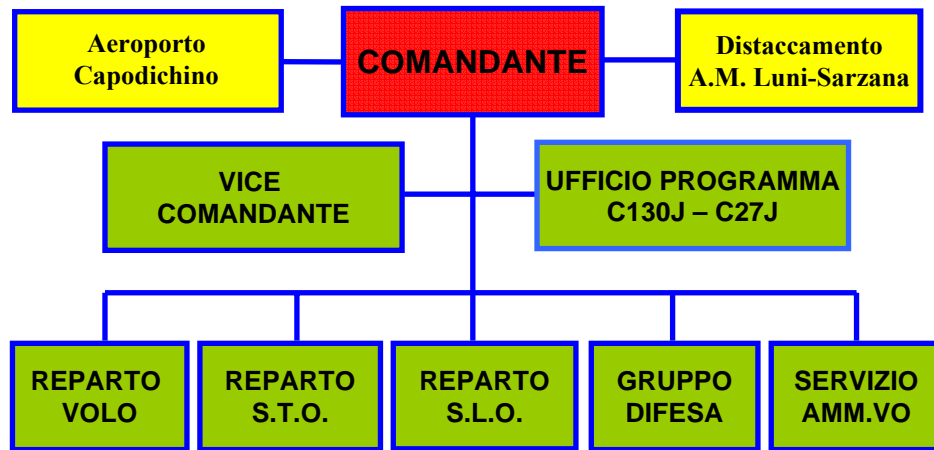 Aeroporto
Capodichino
COMANDANTE
Distaccamento
A.M. Luni-Sarzana
VICE
COMANDANTE
UFFICIO PROGRAMMA
C130J – C27J
REPARTO
VOLO
REPARTO
S.T.O.
REPARTO
S.L.O.
GRUPPO
DIFESA
SERVIZIO
AMM.VO